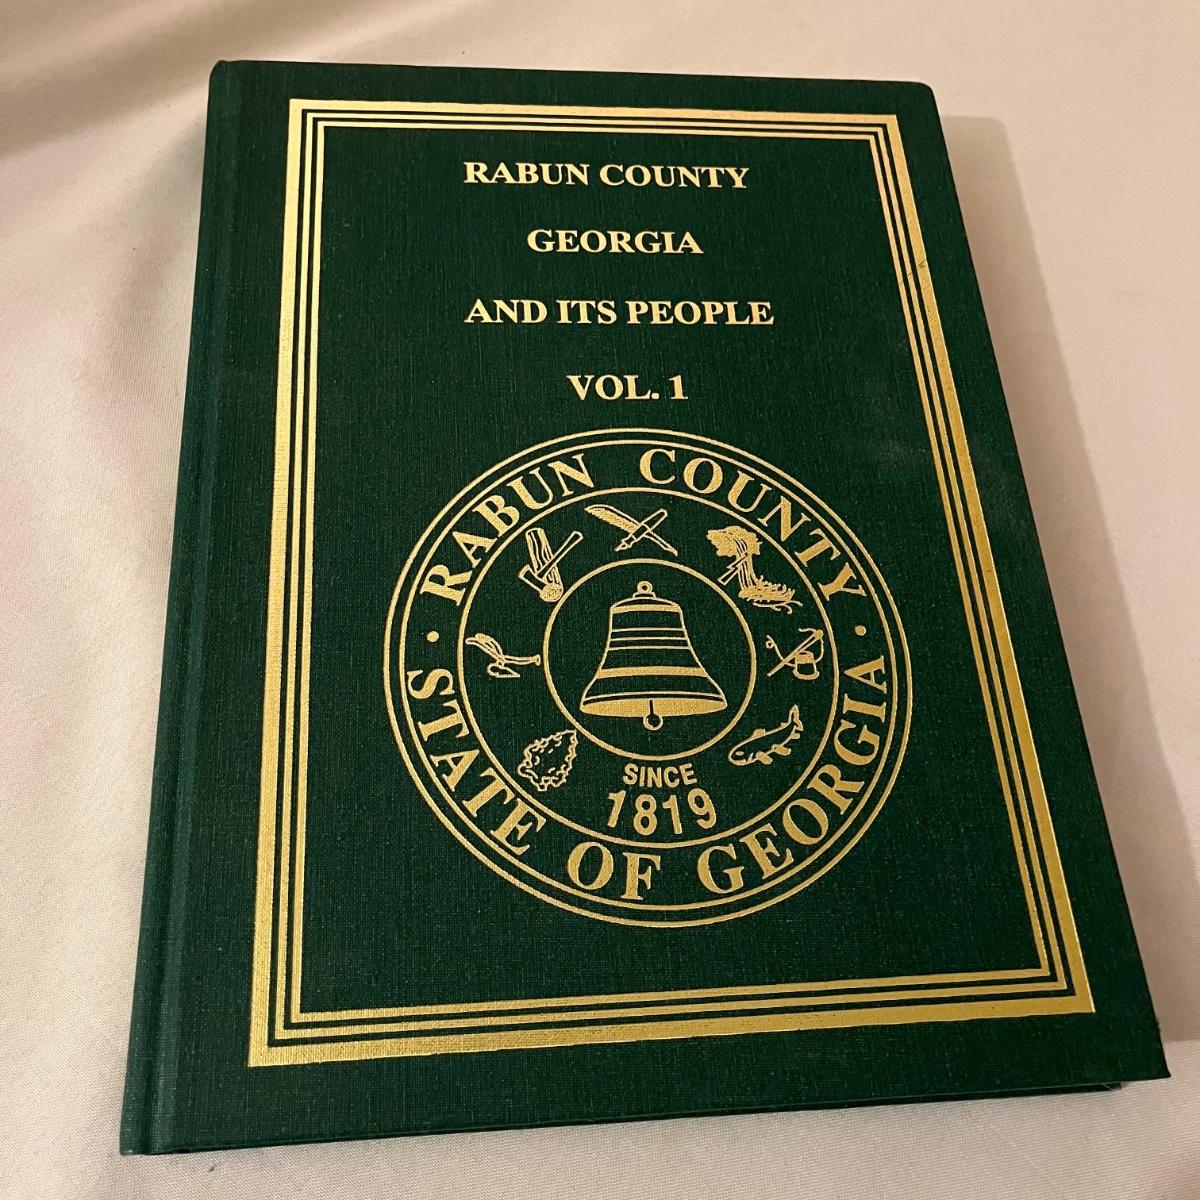 RABUN COUNTY
GEORGIA
AND ITS PEOPLE
VOL. 1
RABUN COUNTY
SINCE
1819
STATE OF GEORGIA